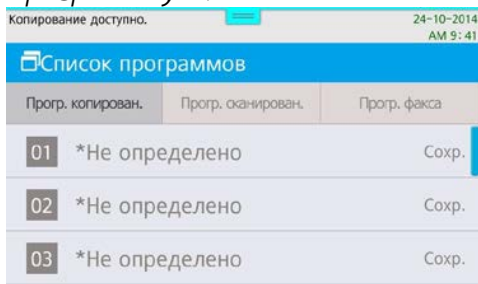 Копирование доступно. 24-10-2014
AM 9:41
Список программов
Прогр. копирован. Прогр. сканирован. Прогр. факса
01 *Не определено Сохр.
02 *Не определено Сохр.
03 *Не определено Сохр.